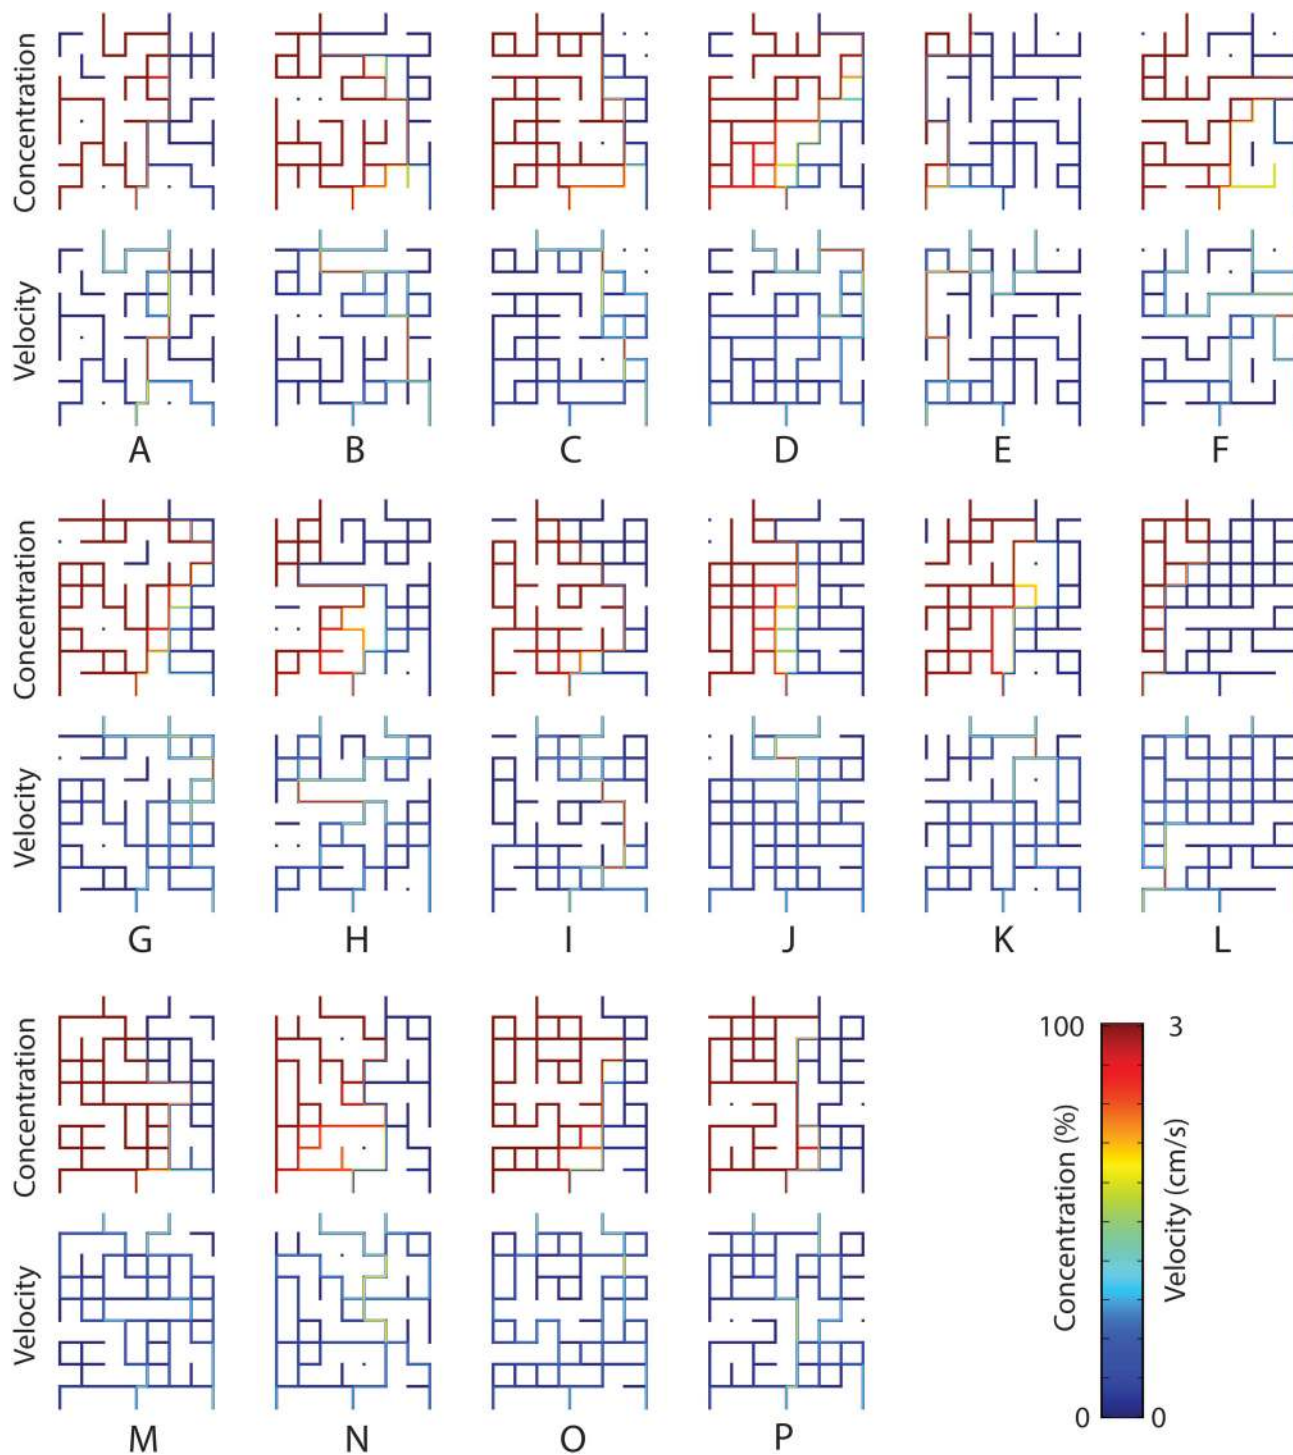 Concentration
Velocity
A B C D E F
Concentration
Velocity
G H I J K L
Concentration
Velocity
M N O P
100 3
Concentration (%)
Velocity (cm/s)
0 0